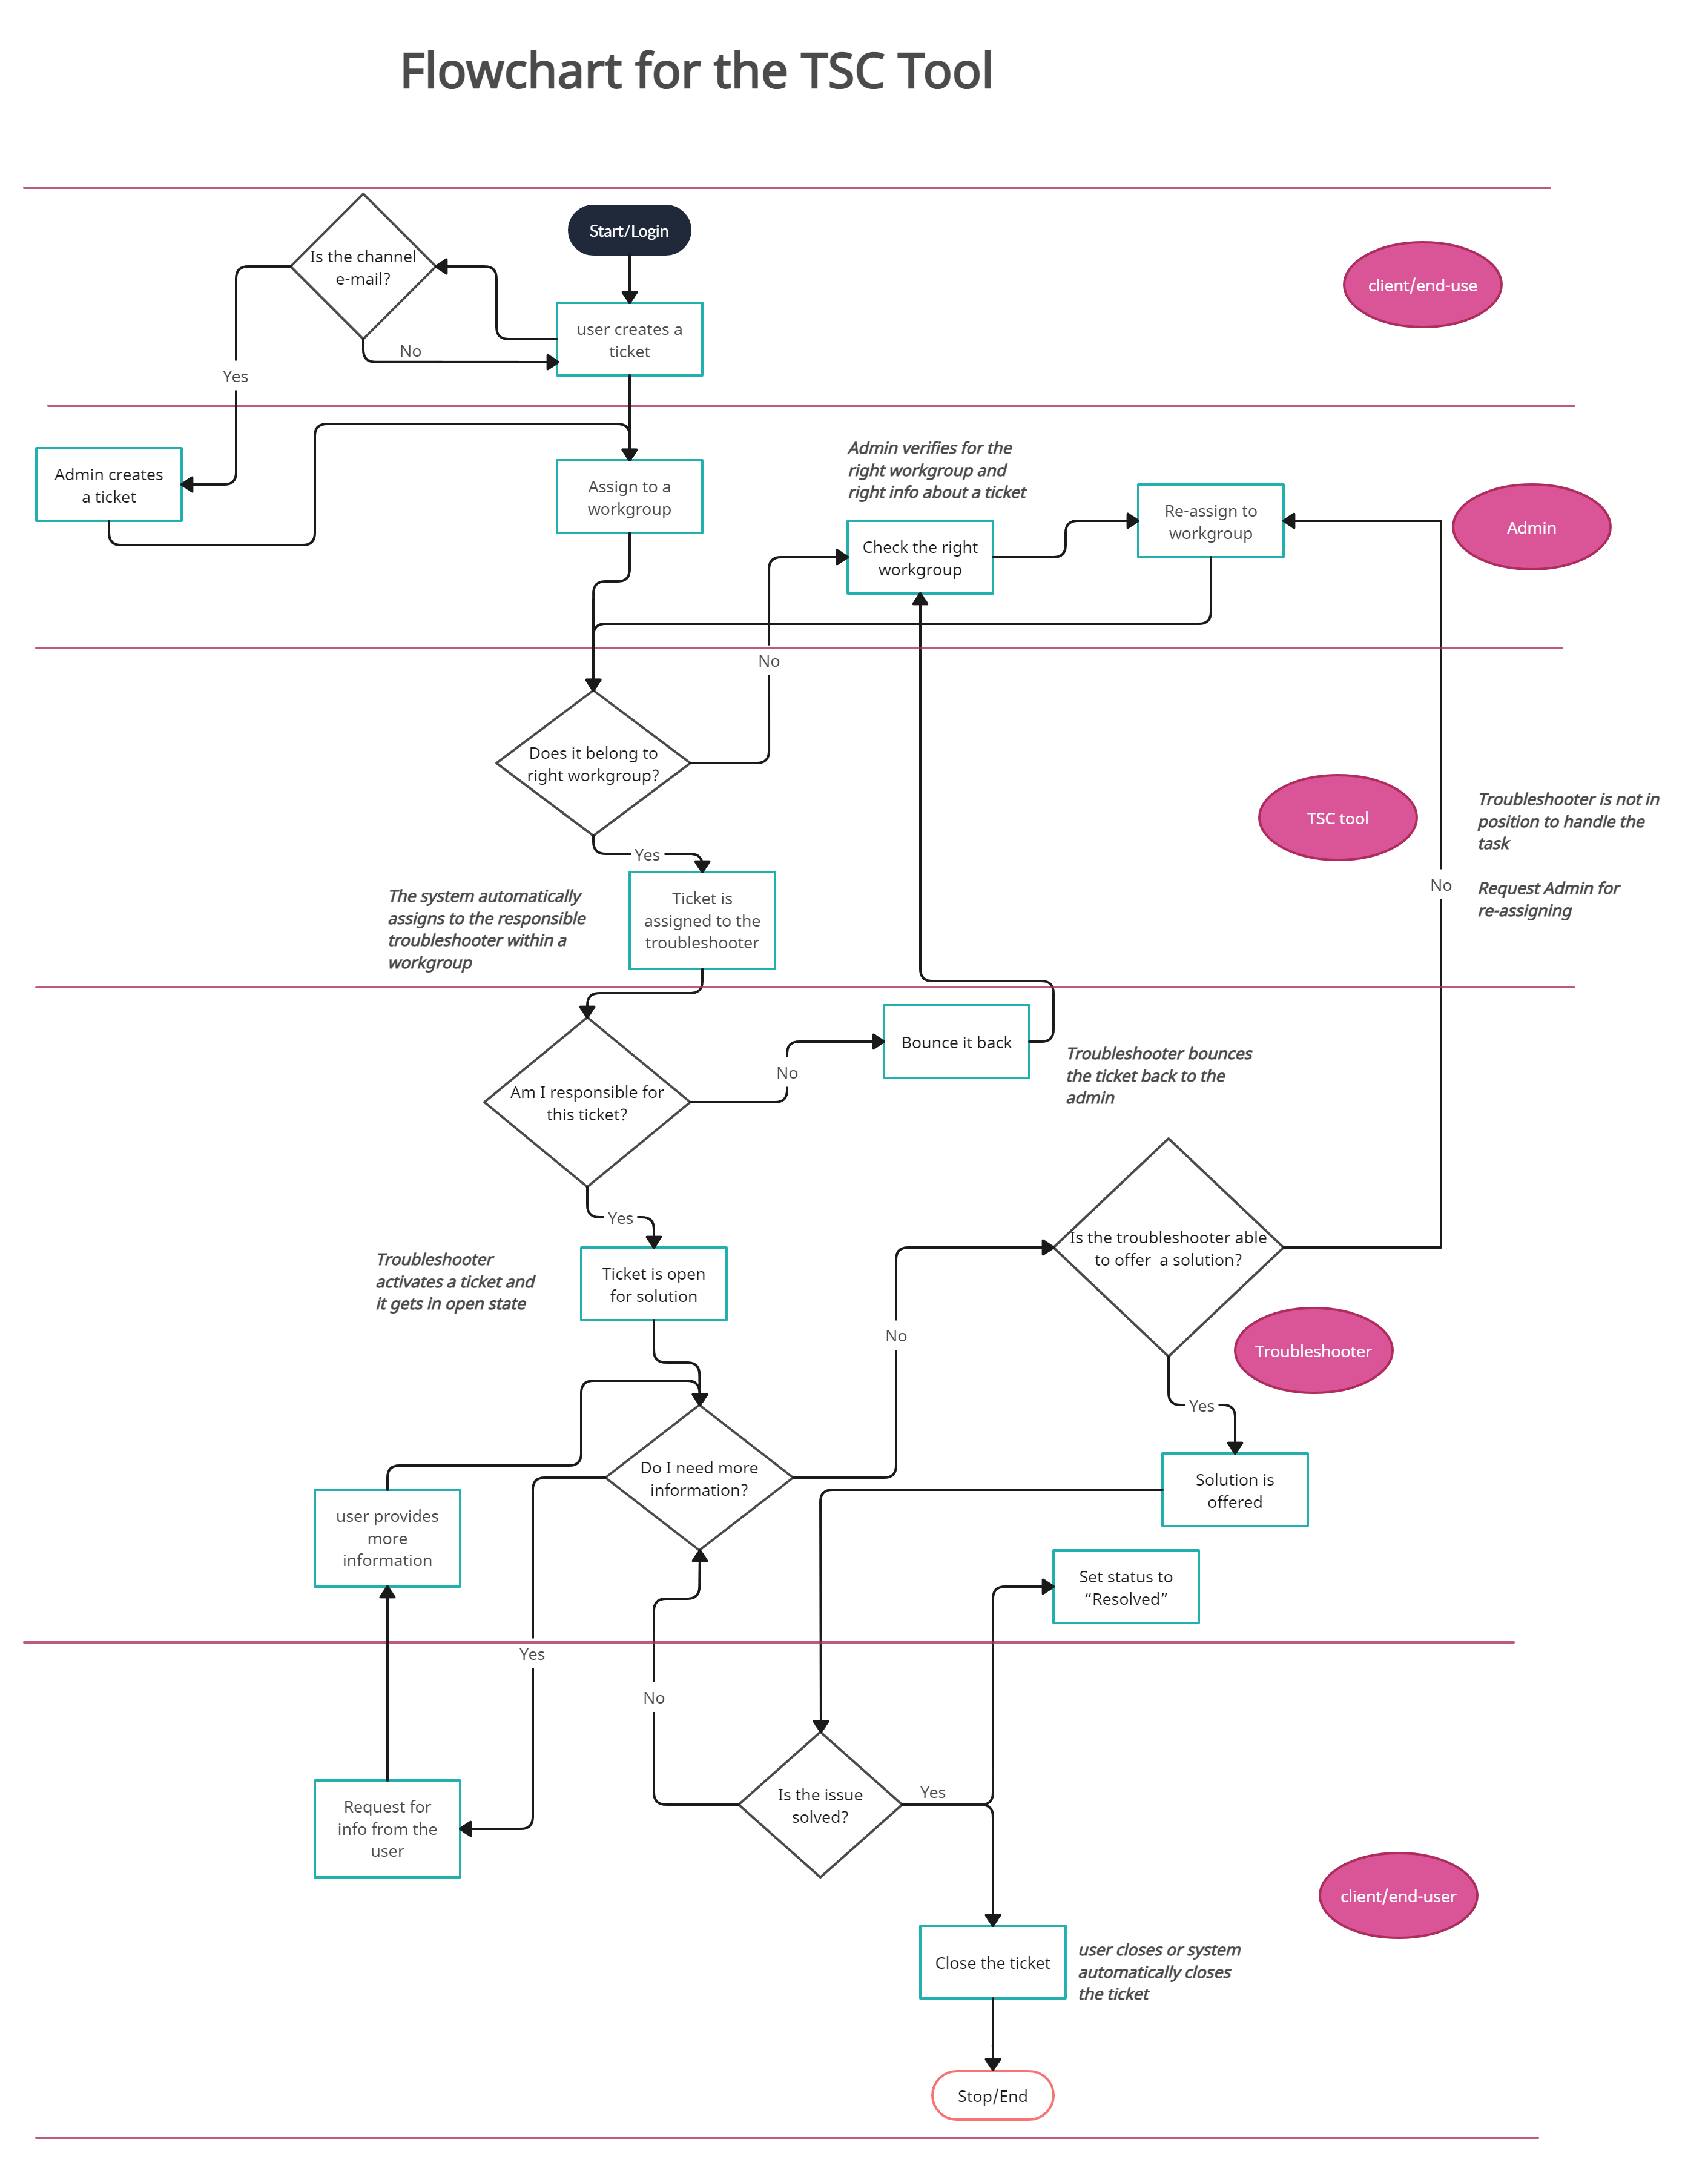 Flowchart for the TSC Tool
Start/Login
Is the channel
e-mail?
client/end-use
user creates a
ticket
No
Yes
Admin verifies for the
right workgroup and
right info about a ticket
Admin creates
a ticket
Assign to a
workgroup
Re-assign to
workgroup
Admin
Check the right
workgroup
No
Does it belong to
right workgroup?
TSC tool
Troubleshooter is not in
position to handle the
task
Request Admin for
re-assigning
Yes
No
The system automatically
assigns to the responsible
troubleshooter within a
workgroup
Ticket is
assigned to the
troubleshooter
Bounce it back
No
Troubleshooter bounces
the ticket back to the
admin
Am I responsible for
this ticket?
Yes
Is the troubleshooter able
to offer  a solution?
Troubleshooter
activates a ticket and
it gets in open state
Ticket is open
for solution
No
Troubleshooter
Yes
Do I need more
information?
Solution is
offered
user provides
more
information
Set status to
“Resolved”
Yes
No
Is the issue
solved?
Yes
Request for
info from the
user
client/end-user
Close the ticket
user closes or system
automatically closes
the ticket
Stop/End